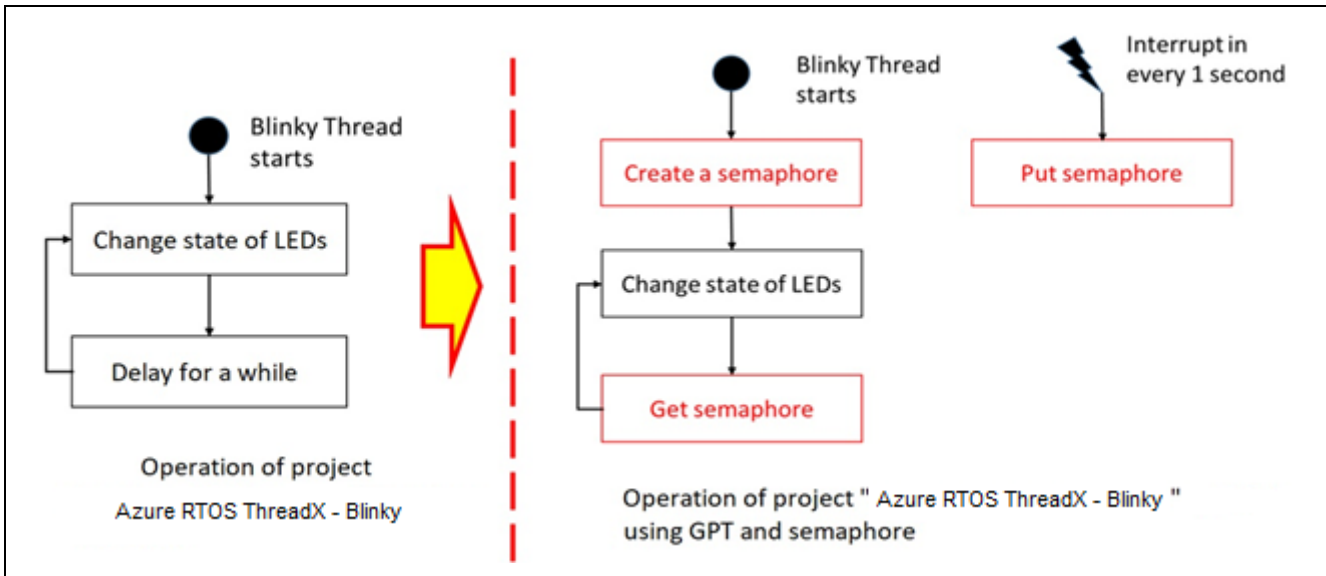 Blinky Thread
starts
Change state of LEDs
Delay for a while
Operation of project
Azure RTOS ThreadX - Blinky
Blinky Thread
starts
Interrupt in
every 1 second
Create a semaphore
Put semaphore
Change state of LEDs
Get semaphore
Operation of project " Azure RTOS ThreadX - Blinky "
using GPT and semaphore